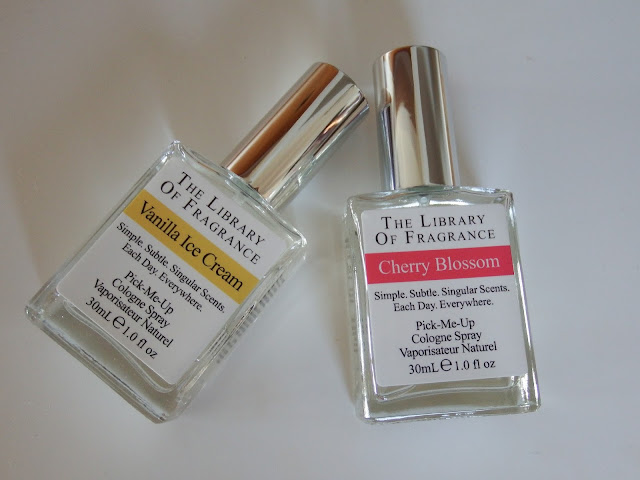 THE LIBRARY
OF FRAGRANCE
Vanilla Ice Cream
Simple. Subtle. Singular Scents.
Each Day. Everywhere.
Pick-Me-Up
Cologne Spray
Vaporisateur Naturel
30mL ℮ 1.0 fl oz
THE LIBRARY
OF FRAGRANCE
Cherry Blossom
Simple. Subtle. Singular Scents.
Each Day. Everywhere.
Pick-Me-Up
Cologne Spray
Vaporisateur Naturel
30mL ℮ 1.0 fl oz